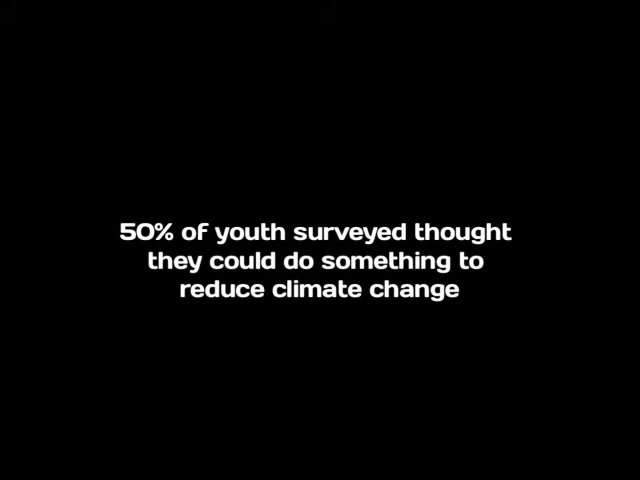 50% of youth surveyed thought
they could do something to
reduce climate change